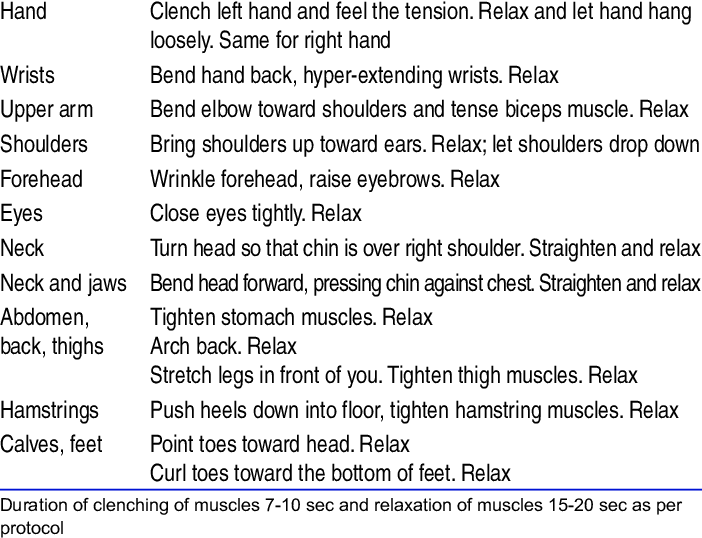 Hand Clench left hand and feel the tension. Relax and let hand hang
loosely. Same for right hand
Wrists Bend hand back, hyper-extending wrists. Relax
Upper arm Bend elbow toward shoulders and tense biceps muscle. Relax
Shoulders Bring shoulders up toward ears. Relax; let shoulders drop down
Forehead Wrinkle forehead, raise eyebrows. Relax
Eyes Close eyes tightly. Relax
Neck Turn head so that chin is over right shoulder. Straighten and relax
Neck and jaws Bend head forward, pressing chin against chest. Straighten and relax
Abdomen, Tighten stomach muscles. Relax
back, thighs Arch back. Relax
Stretch legs in front of you. Tighten thigh muscles. Relax
Hamstrings Push heels down into floor, tighten hamstring muscles. Relax
Calves, feet Point toes toward head. Relax
Curl toes toward the bottom of feet. Relax
Duration of clenching of muscles 7-10 sec and relaxation of muscles 15-20 sec as per
protocol